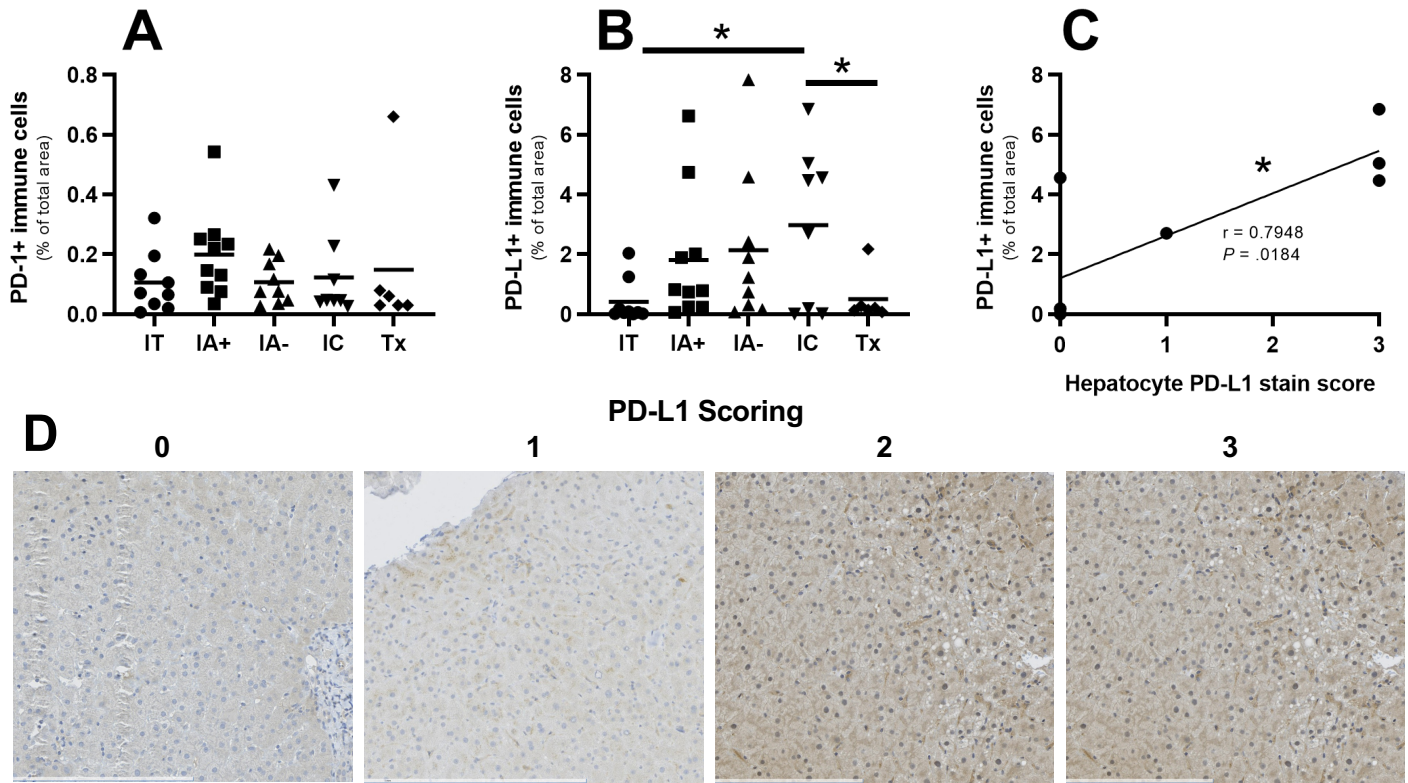 A
PD-1+ immune cells
(% of total area)
0.8
0.6
0.4
0.2
0.0
IT IA+ IA- IC Tx
B
PD-L1+ immune cells
(% of total area)
8
6
4
2
0
*
*
IT IA+ IA- IC Tx
C
PD-L1+ immune cells
(% of total area)
8
6
4
2
0
*
r = 0.7948
P = .0184
0 1 2 3
Hepatocyte PD-L1 stain score
PD-L1 Scoring
D
0 1 2 3